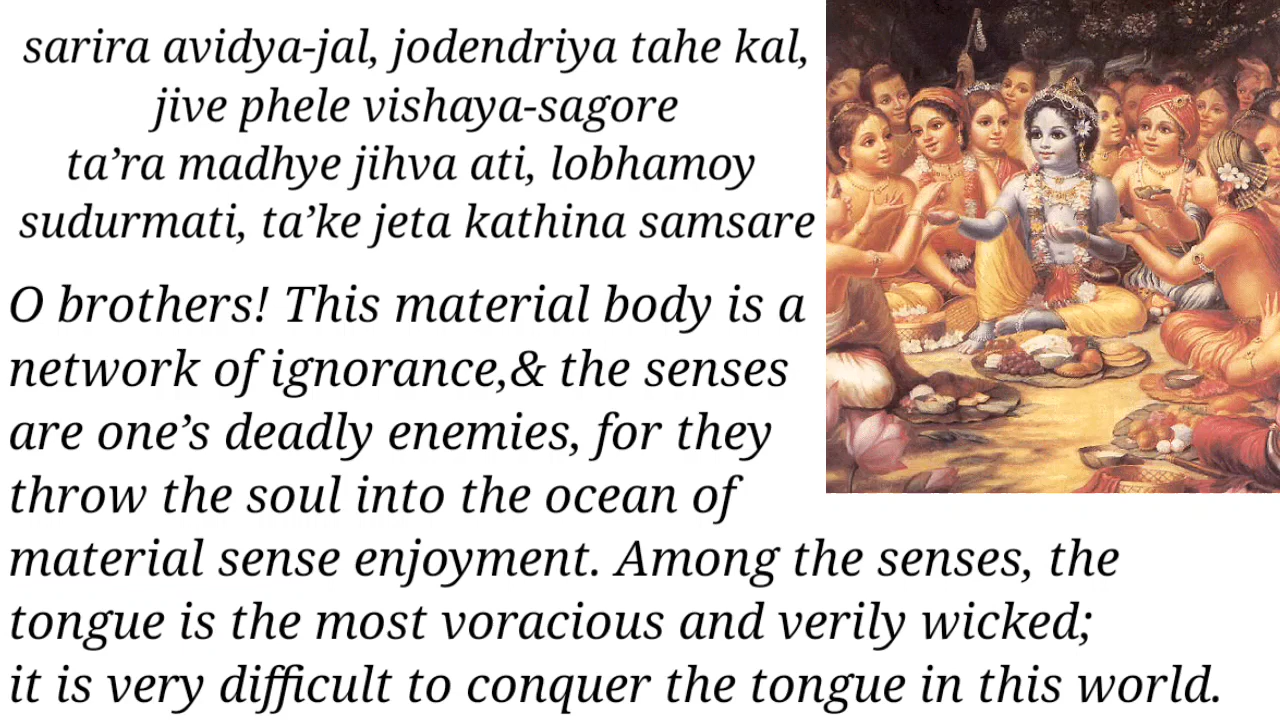 sarira avidya-jal, jodendriya tahe kal,
jive phele vishaya-sagore
ta’ra madhye jihva ati, lobhamoy
sudurmati, ta’ke jeta kathina samsare
O brothers! This material body is a
network of ignorance,& the senses
are one’s deadly enemies, for they
throw the soul into the ocean of
material sense enjoyment. Among the senses, the
tongue is the most voracious and verily wicked;
it is very difficult to conquer the tongue in this world.